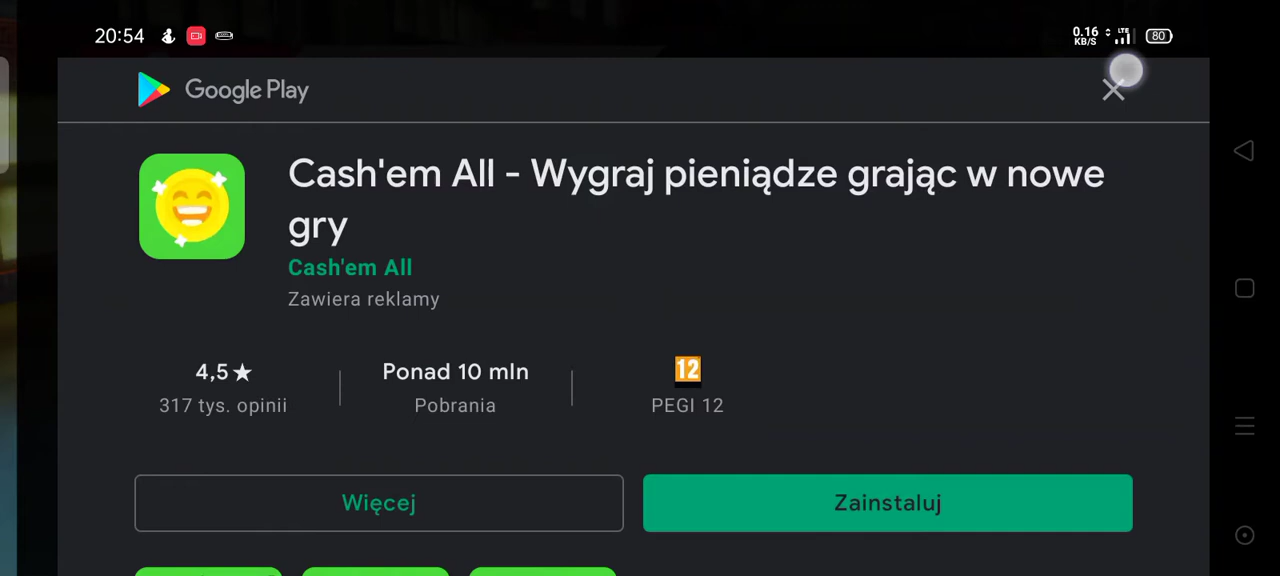 20:54
0.16
KB/S
LTE
80
Google Play
Cash'em All - Wygraj pieniądze grając w nowe
gry
Cash'em All
Zawiera reklamy
4,5★
Ponad 10 mln
12
317 tys. opinii
Pobrania
PEGI 12
Więcej
Zainstaluj